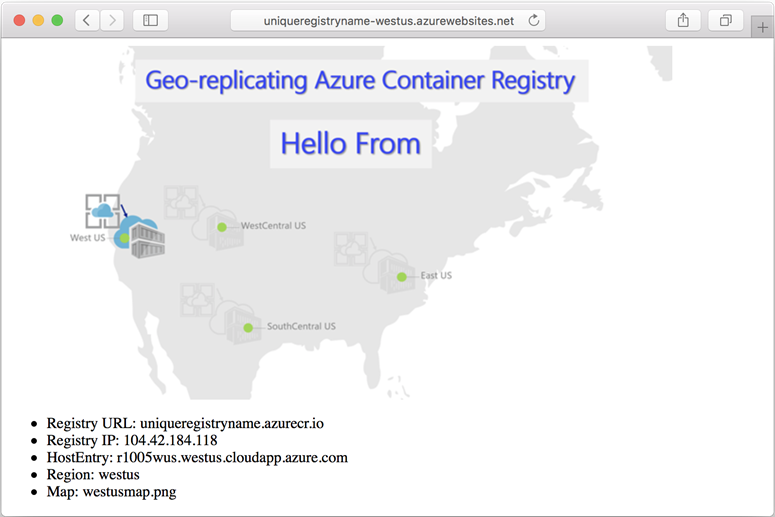 uniqueregistryname-westus.azurewebsites.net
Geo-replicating Azure Container Registry
Hello From
West US
WestCentral US
East US
SouthCentral US
Registry URL: uniqueregistryname.azurecr.io
Registry IP: 104.42.184.118
HostEntry: r1005wus.westus.cloudapp.azure.com
Region: westus
Map: westusmap.png